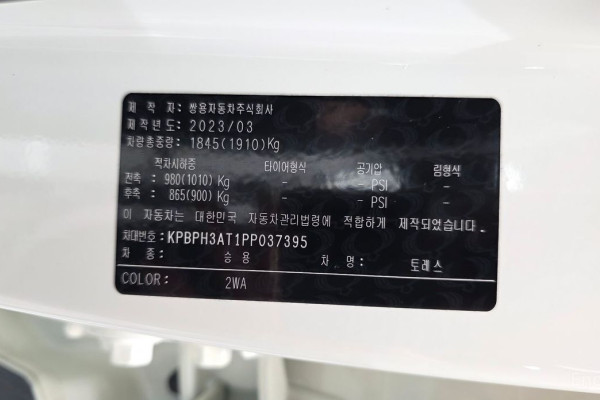 제 작 자: 쌍용자동차주식회사
제작년도: 2023/03
차량총중량: 1845(1910)Kg
적차시하중 타이어형식 공기압 림형식
전축 : 980(1010) Kg - - PSI -
후축 : 865(900) Kg - - PSI -
이 자동차는 대한민국 자동차관리법령에 적합하게 제작되었습니다.
차대번호: KPBPH3AT1PP037395
차 종: 승용 차 명: 토레스
COLOR: 2WA